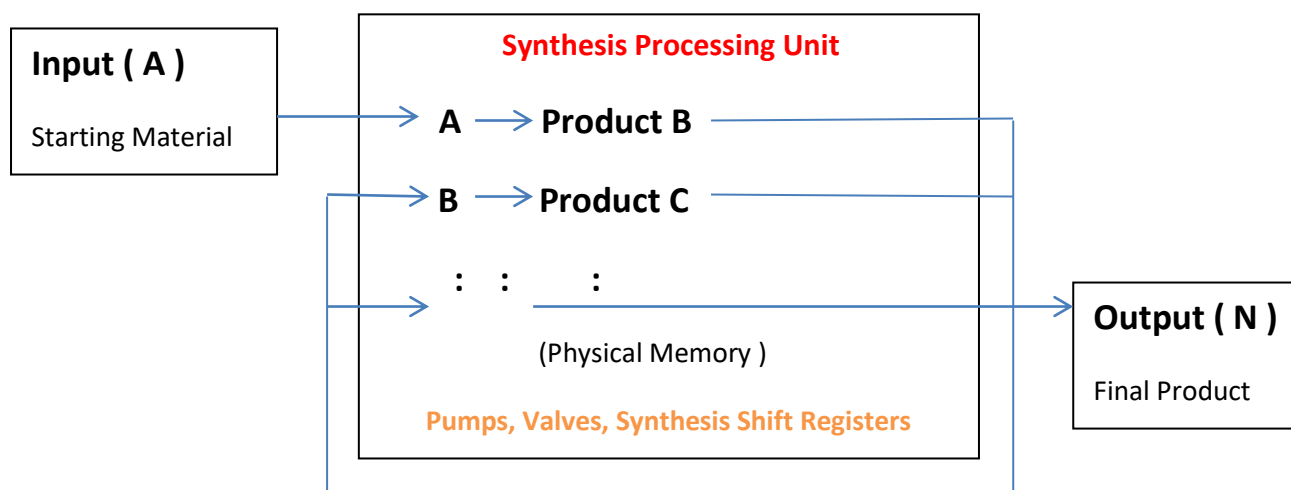 Synthesis Processing Unit
Input ( A )
Starting Material
A Product B
B Product C
: : :
(Physical Memory )
Pumps, Valves, Synthesis Shift Registers
Output ( N )
Final Product